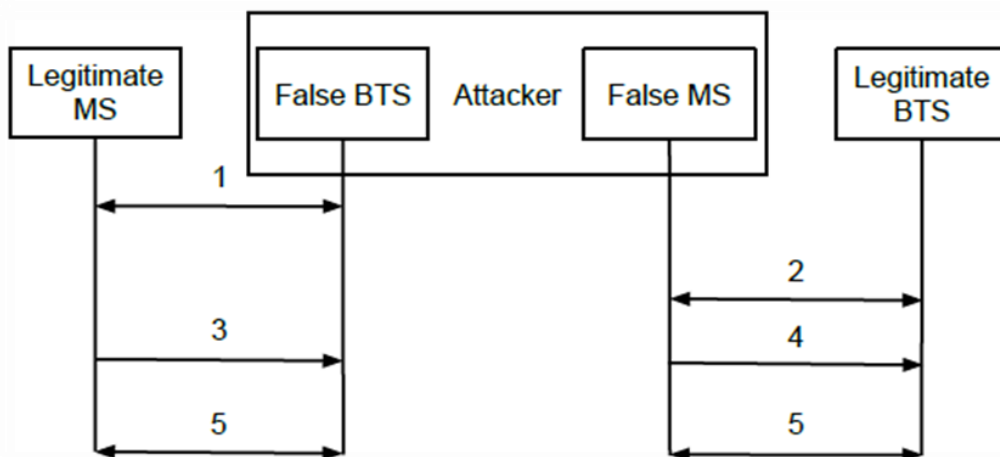 Legitimate
MS
False BTS
Attacker
False MS
Legitimate
BTS
1
2
3
4
5
5